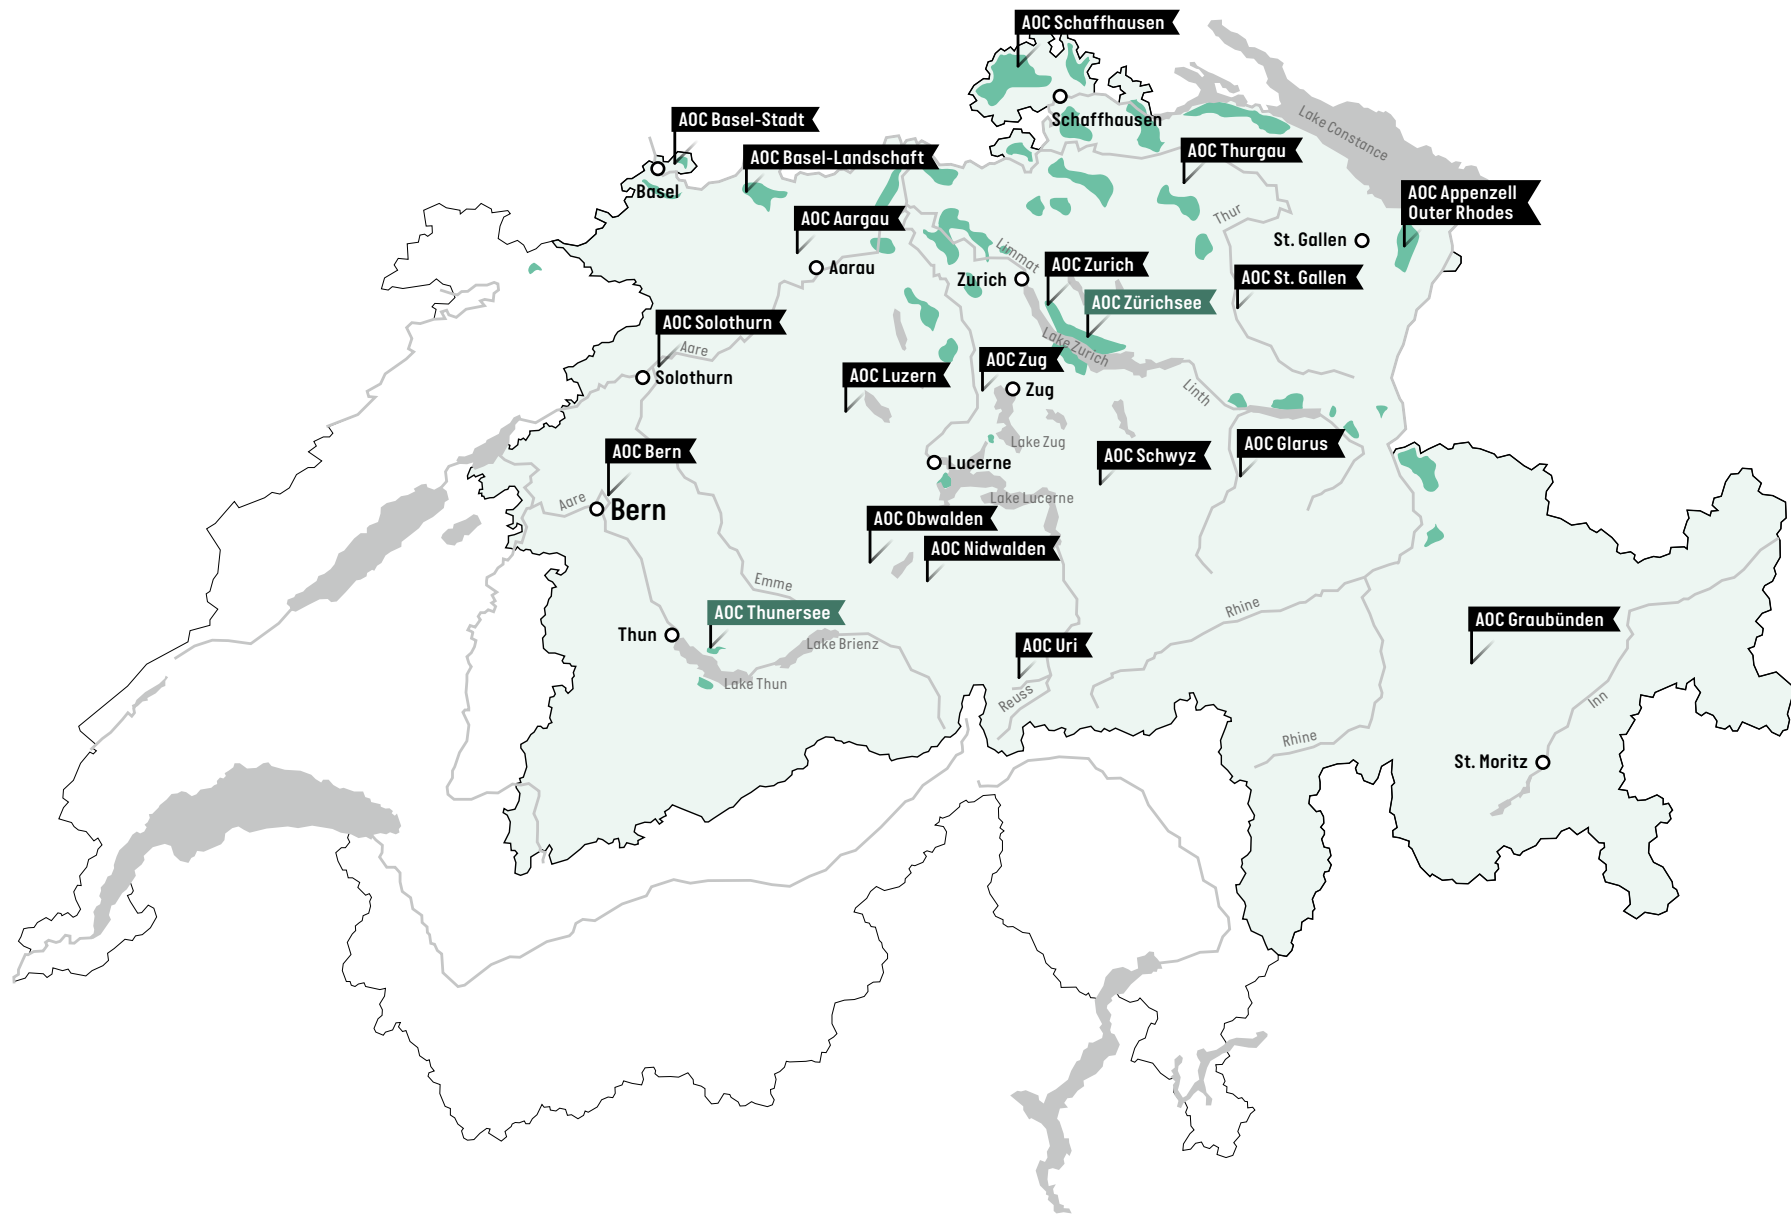 AOC Schaffhausen
Schaffhausen
Lake Constance
AOC Basel-Stadt
AOC Basel-Landschaft
Basel
AOC Thurgau
AOC Appenzell
Outer Rhodes
AOC Aargau
Thur
St. Gallen
Aarau
Limmat
Zurich
AOC Zurich
AOC St. Gallen
AOC Zürichsee
AOC Solothurn
Aare
Lake Zurich
Solothurn
AOC Luzern
AOC Zug
Zug
Linth
Lake Zug
AOC Bern
Lucerne
AOC Schwyz
AOC Glarus
Aare
Bern
Lake Lucerne
AOC Obwalden
AOC Nidwalden
Emme
Rhine
AOC Thunersee
AOC Graubünden
Thun
Lake Brienz
AOC Uri
Lake Thun
Reuss
Inn
Rhine
St. Moritz